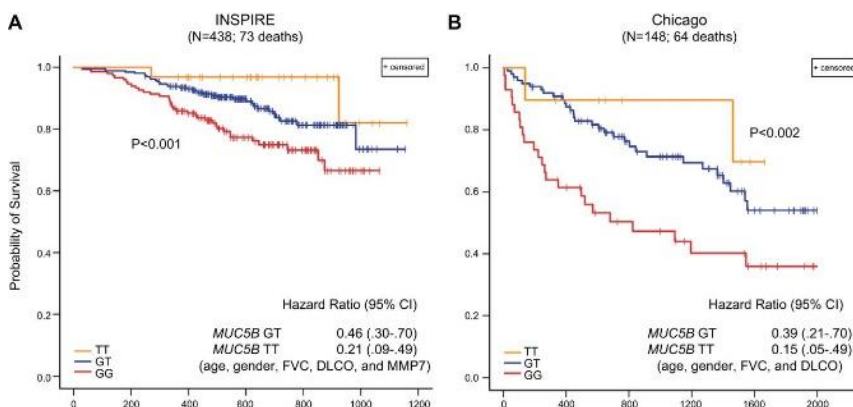 A
INSPIRE
(N=438; 73 deaths)
+ censored
1.0
0.8
0.6
0.4
0.2
0.0
Probability of Survival
P<0.001
Hazard Ratio (95% CI)
MUC5B GT 0.46 (.30-.70)
MUC5B TT 0.21 (.09-.49)
(age, gender, FVC, DLCO, and MMP7)
TT
GT
GG
0 200 400 600 800 1000 1200
B
Chicago
(N=148; 64 deaths)
+ censored
1.0
0.8
0.6
0.4
0.2
0.0
P<0.002
Hazard Ratio (95% CI)
MUC5B GT 0.39 (.21-.70)
MUC5B TT 0.15 (.05-.49)
(age, gender, FVC, and DLCO)
TT
GT
GG
0 400 800 1200 1600 2000